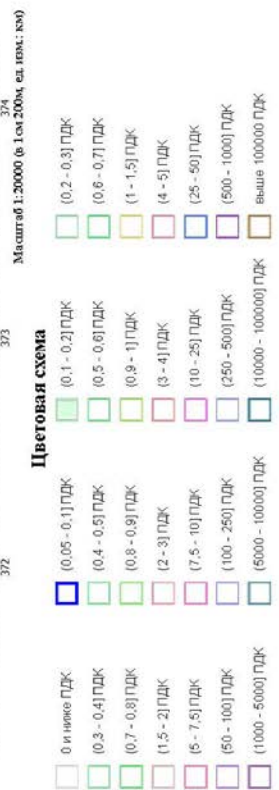 372 373 374
Масштаб 1:20000 (в 1см 200м, ед. изм.: км)
Цветовая схема
0 и ниже ПДК (0,05 - 0,1] ПДК (0,1 - 0,2] ПДК (0,2 - 0,3] ПДК
(0,3 - 0,4] ПДК (0,4 - 0,5] ПДК (0,5 - 0,6] ПДК (0,6 - 0,7] ПДК
(0,7 - 0,8] ПДК (0,8 - 0,9] ПДК (0,9 - 1] ПДК (1 - 1,5] ПДК
(1,5 - 2] ПДК (2 - 3] ПДК (3 - 4] ПДК (4 - 5] ПДК
(5 - 7,5] ПДК (7,5 - 10] ПДК (10 - 25] ПДК (25 - 50] ПДК
(50 - 100] ПДК (100 - 250] ПДК (250 - 500] ПДК (500 - 1000] ПДК
(1000 - 5000] ПДК (5000 - 10000] ПДК (10000 - 100000] ПДК выше 100000 ПДК